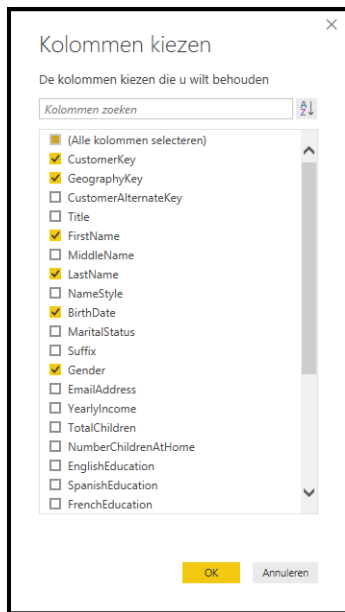 Kolommen kiezen
De kolommen kiezen die u wilt behouden
Kolommen zoeken
(Alle kolommen selecteren)
CustomerKey
GeographyKey
CustomerAlternateKey
Title
FirstName
MiddleName
LastName
NameStyle
BirthDate
MaritalStatus
Suffix
Gender
EmailAddress
YearlyIncome
TotalChildren
NumberChildrenAtHome
EnglishEducation
SpanishEducation
FrenchEducation
OK Annuleren